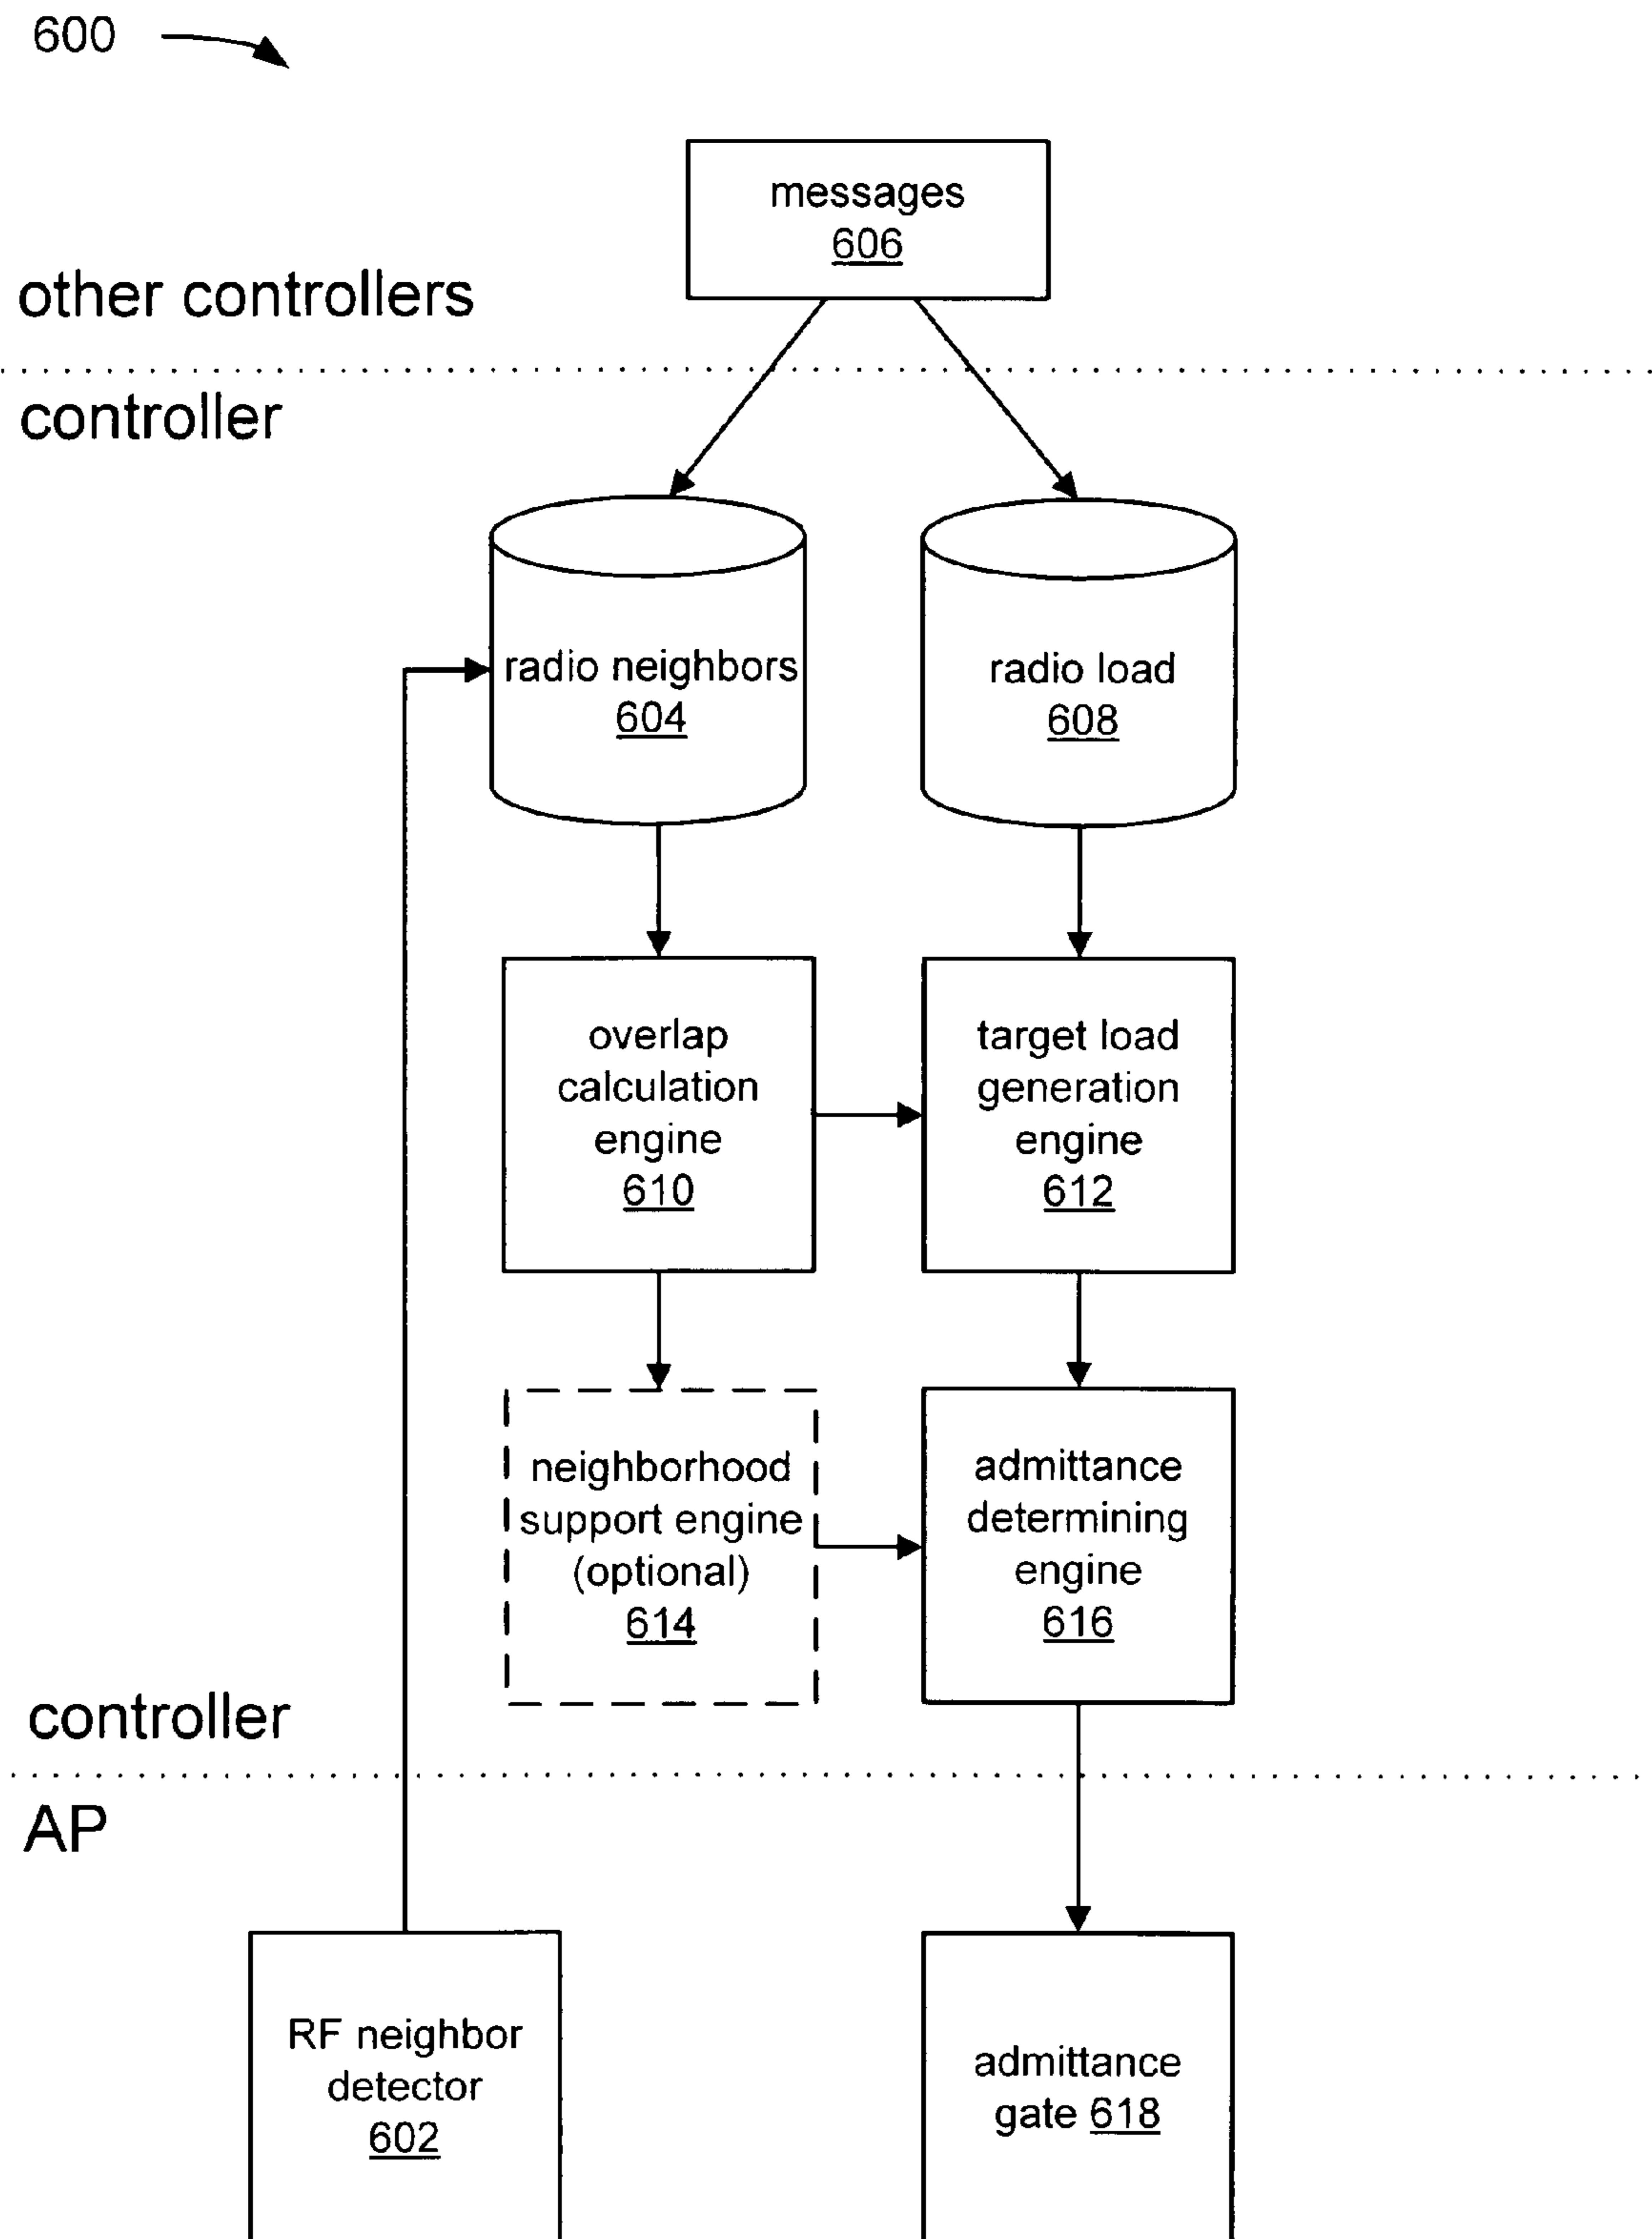 600
messages
606
other controllers
controller
radio neighbors
604
radio load
608
overlap
calculation
engine
610
target load
generation
engine
612
neighborhood
support engine
(optional)
614
admittance
determining
engine
616
controller
AP
RF neighbor
detector
602
admittance
gate 618